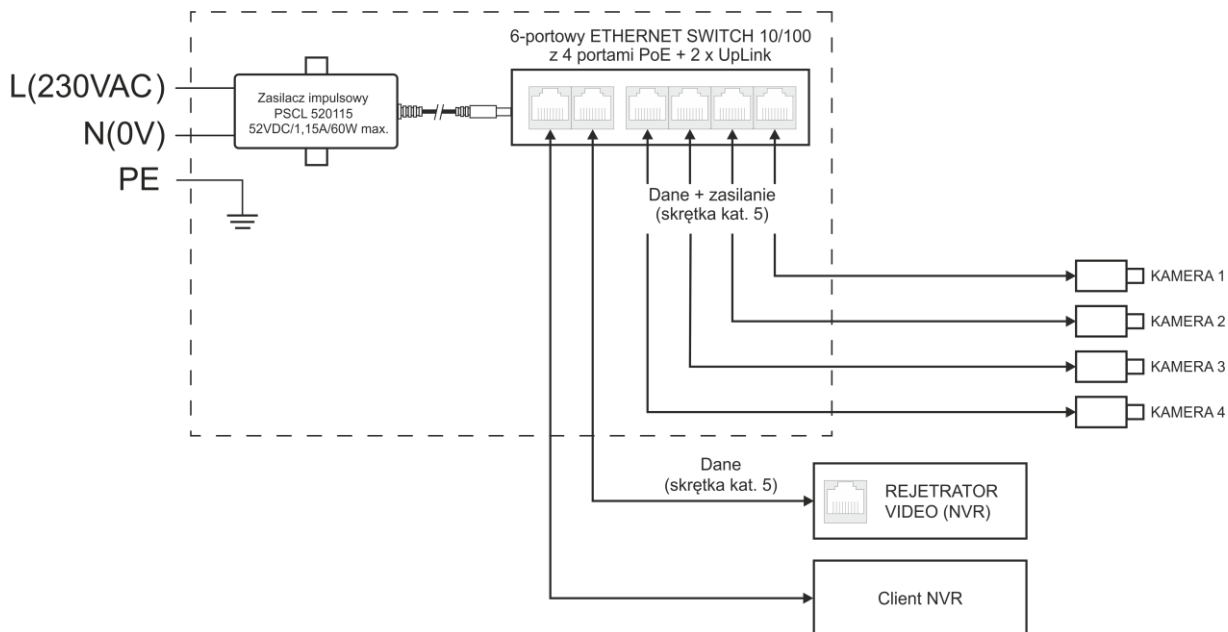 6-portowy ETHERNET SWITCH 10/100
z 4 portami PoE + 2 x UpLink
L(230VAC)
N(0V)
PE
Zasilacz impulsowy
PSCL 520115
52VDC/1,15A/60W max.
Dane + zasilanie
(skrętka kat. 5)
KAMERA 1
KAMERA 2
KAMERA 3
KAMERA 4
Dane
(skrętka kat. 5)
REJETRATOR
VIDEO (NVR)
Client NVR